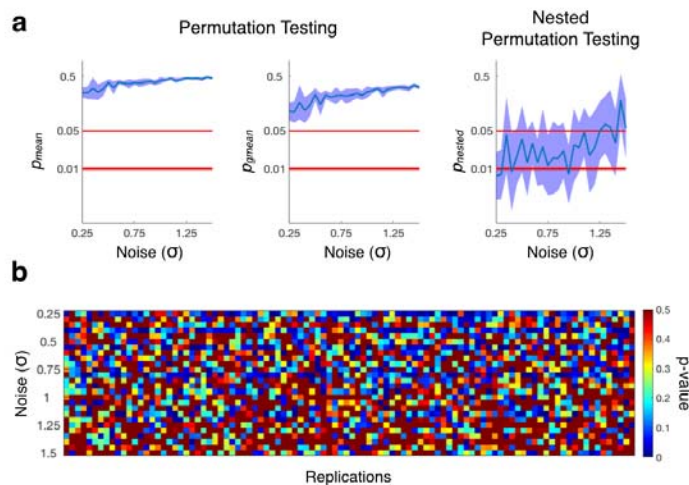 a
Permutation Testing
Nested
Permutation Testing
0.5
0.05
0.01
pmean
0.25 0.75 1.25
Noise (σ)
0.5
0.05
0.01
pgmean
0.25 0.75 1.25
Noise (σ)
0.5
0.05
0.01
pnested
0.25 0.75 1.25
Noise (σ)
b
Noise (σ)
0.25
0.5
0.75
1
1.25
1.5
Replications
0.5
0.4
0.3
0.2
0.1
0
p-value